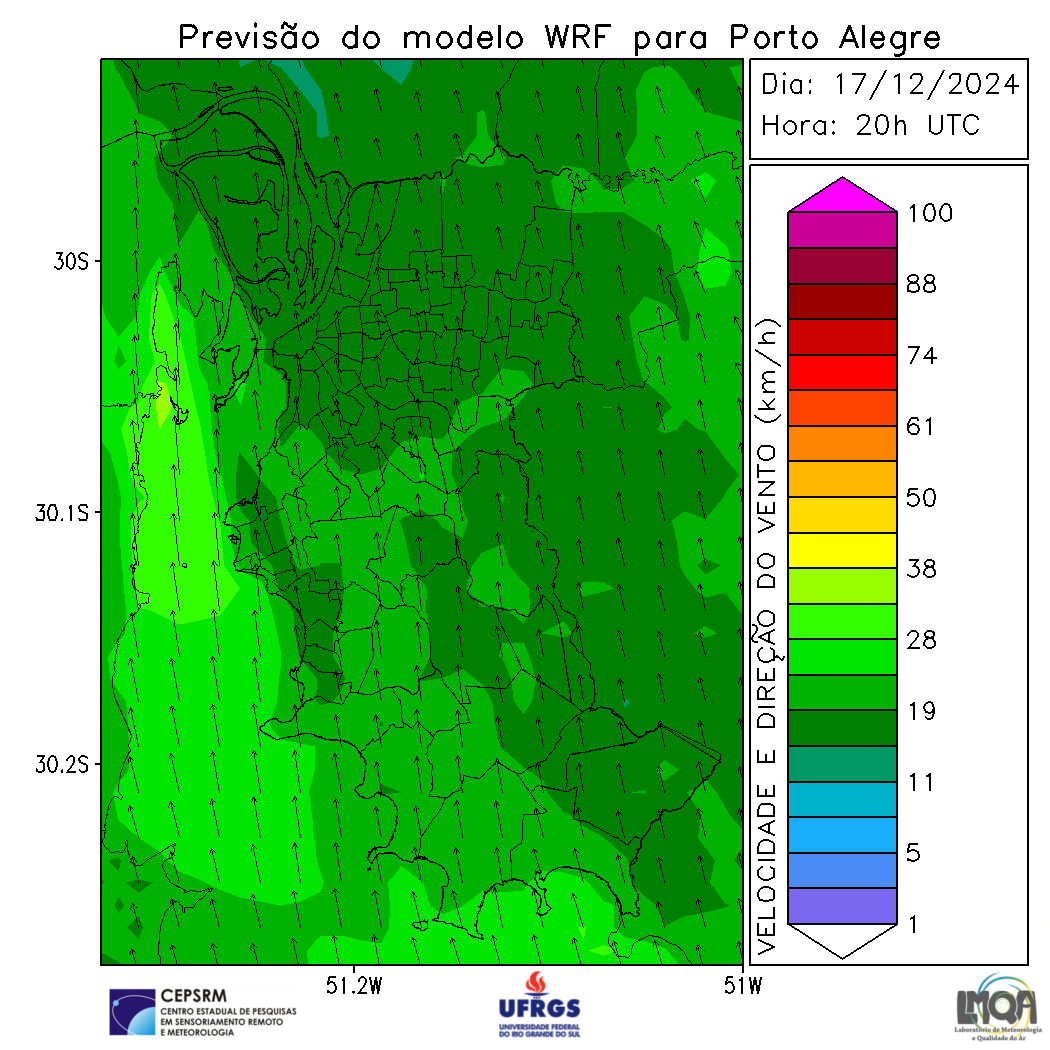 Previsão do modelo WRF para Porto Alegre
Dia: 17/12/2024
Hora: 20h UTC
30S
30.1S
30.2S
51.2W
51W
VELOCIDADE E DIREÇÃO DO VENTO (km/h)
100
88
74
61
50
38
28
19
11
5
1
CEPSRM
CENTRO ESTADUAL DE PESQUISAS
EM SENSORIAMENTO REMOTO
E METEOROLOGIA
UFRGS
UNIVERSIDADE FEDERAL
DO RIO GRANDE DO SUL
LMQA
Laboratório de Meteorologia
e Qualidade do Ar